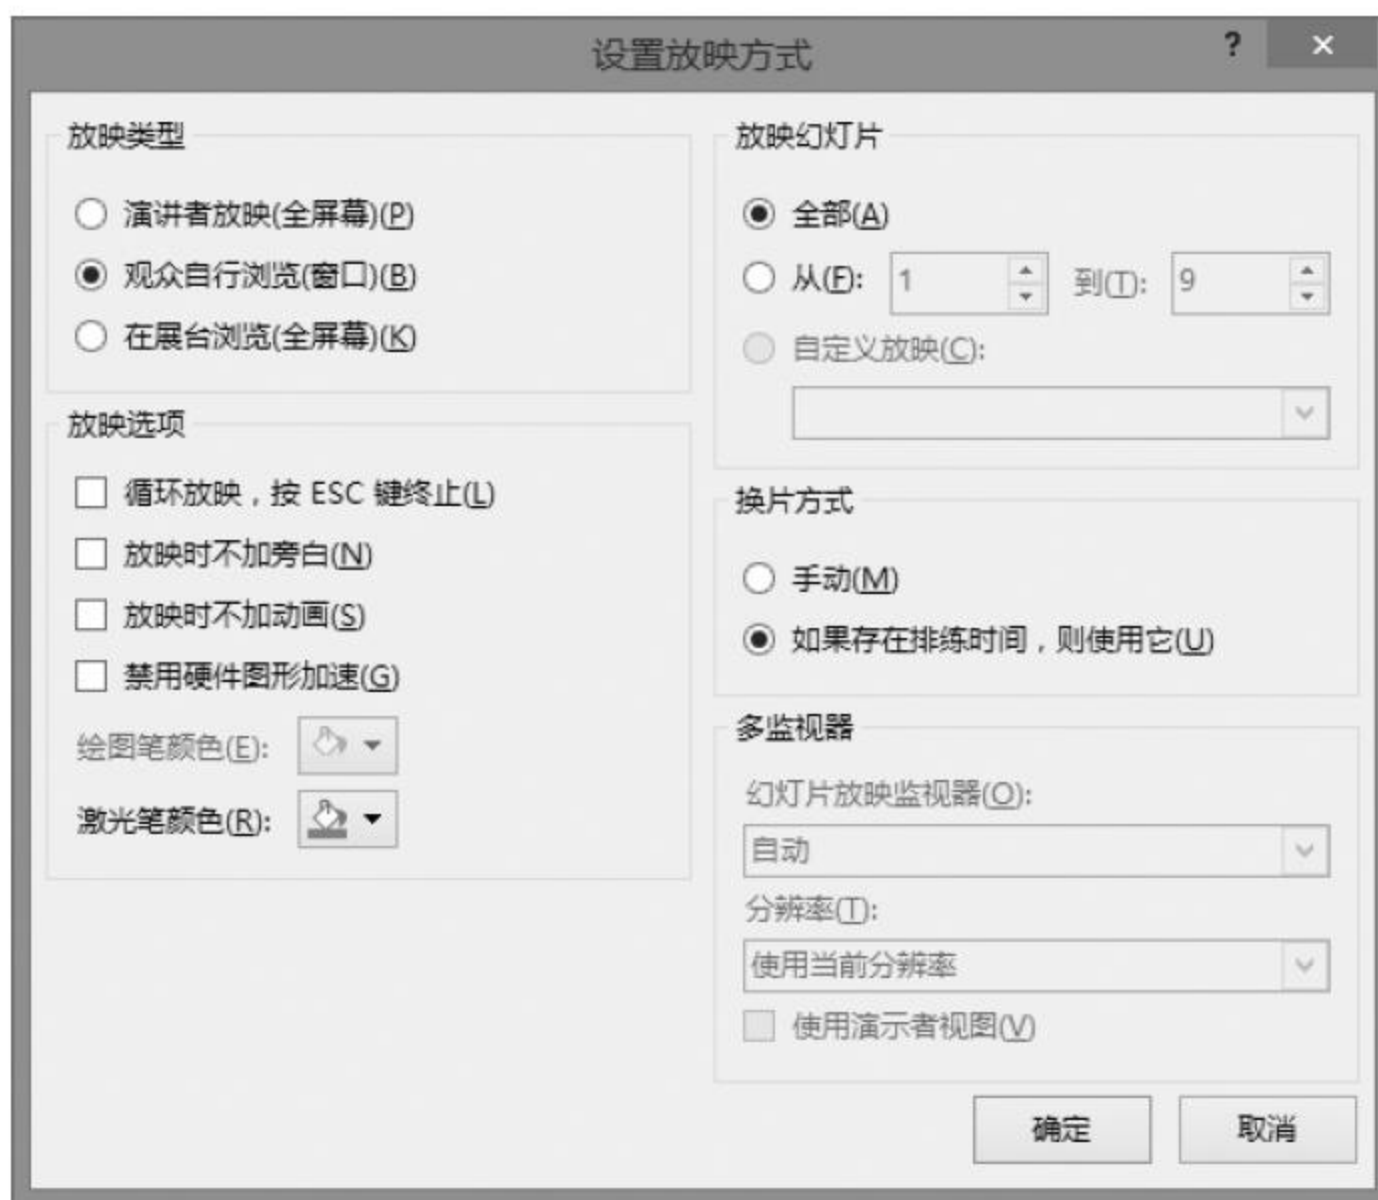 设置放映方式
?
×
放映类型
演讲者放映(全屏幕)(P)
观众自行浏览(窗口)(B)
在展台浏览(全屏幕)(K)
放映选项
循环放映，按 ESC 键终止(L)
放映时不加旁白(N)
放映时不加动画(S)
禁用硬件图形加速(G)
绘图笔颜色(E):
激光笔颜色(R):
放映幻灯片
全部(A)
从(F): 1 到(T): 9
自定义放映(C):
换片方式
手动(M)
如果存在排练时间，则使用它(U)
多监视器
幻灯片放映监视器(O):
自动
分辨率(T):
使用当前分辨率
使用演示者视图(V)
确定 取消